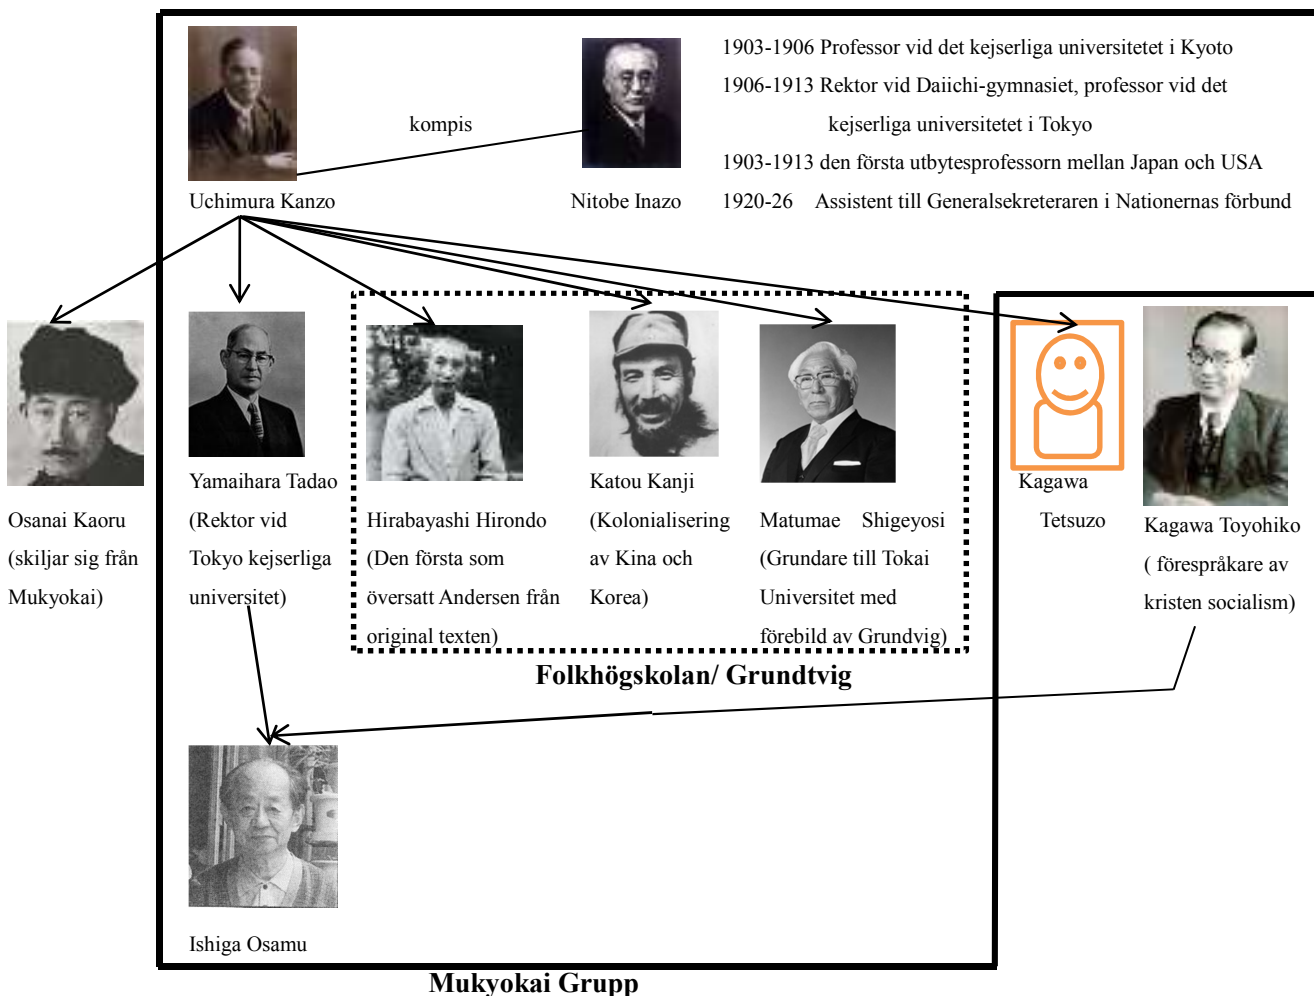 1903-1906 Professor vid det kejserliga universitetet i Kyoto
1906-1913 Rektor vid Daiichi-gymnasiet, professor vid det
kejserliga universitetet i Tokyo
1903-1913 den första utbytesprofessorn mellan Japan och USA
1920-26 Assistent till Generalsekreteraren i Nationernas förbund
kompis
Uchimura Kanzo
Nitobe Inazo
Osanai Kaoru
(skiljar sig från
Mukyokai)
Yamaihara Tadao
(Rektor vid
Tokyo kejserliga
universitet)
Hirabayashi Hirondo
(Den första som
översatt Andersen från
original texten)
Katou Kanji
(Kolonialisering
av Kina och
Korea)
Matumae Shigeyosi
(Grundare till Tokai
Universitet med
förebild av Grundvig)
Kagawa
Tetsuzo
Kagawa Toyohiko
( förespråkare av
kristen socialism)
Folkhögskolan/ Grundtvig
Ishiga Osamu
Mukyokai Grupp